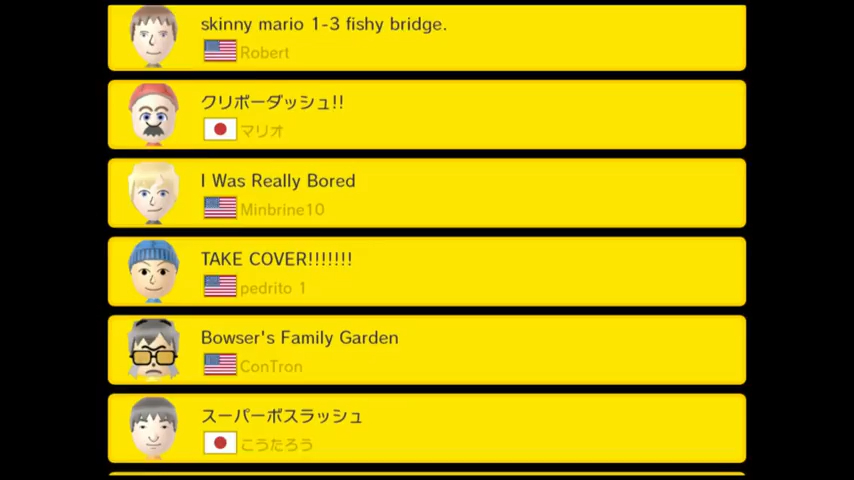 skinny mario 1-3 fishy bridge.
Robert
クリボーダッシュ!!
マリオ
I Was Really Bored
Minbrine10
TAKE COVER!!!!!!!
pedrito 1
Bowser's Family Garden
ConTron
スーパーボスラッシュ
こうたろう